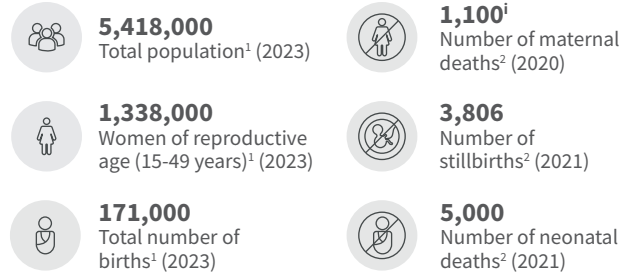 5,418,000
Total population¹ (2023)
1,338,000
Women of reproductive
age (15-49 years)¹ (2023)
171,000
Total number of
births¹ (2023)
1,100ⁱ
Number of maternal
deaths² (2020)
3,806
Number of
stillbirths² (2021)
5,000
Number of neonatal
deaths² (2021)